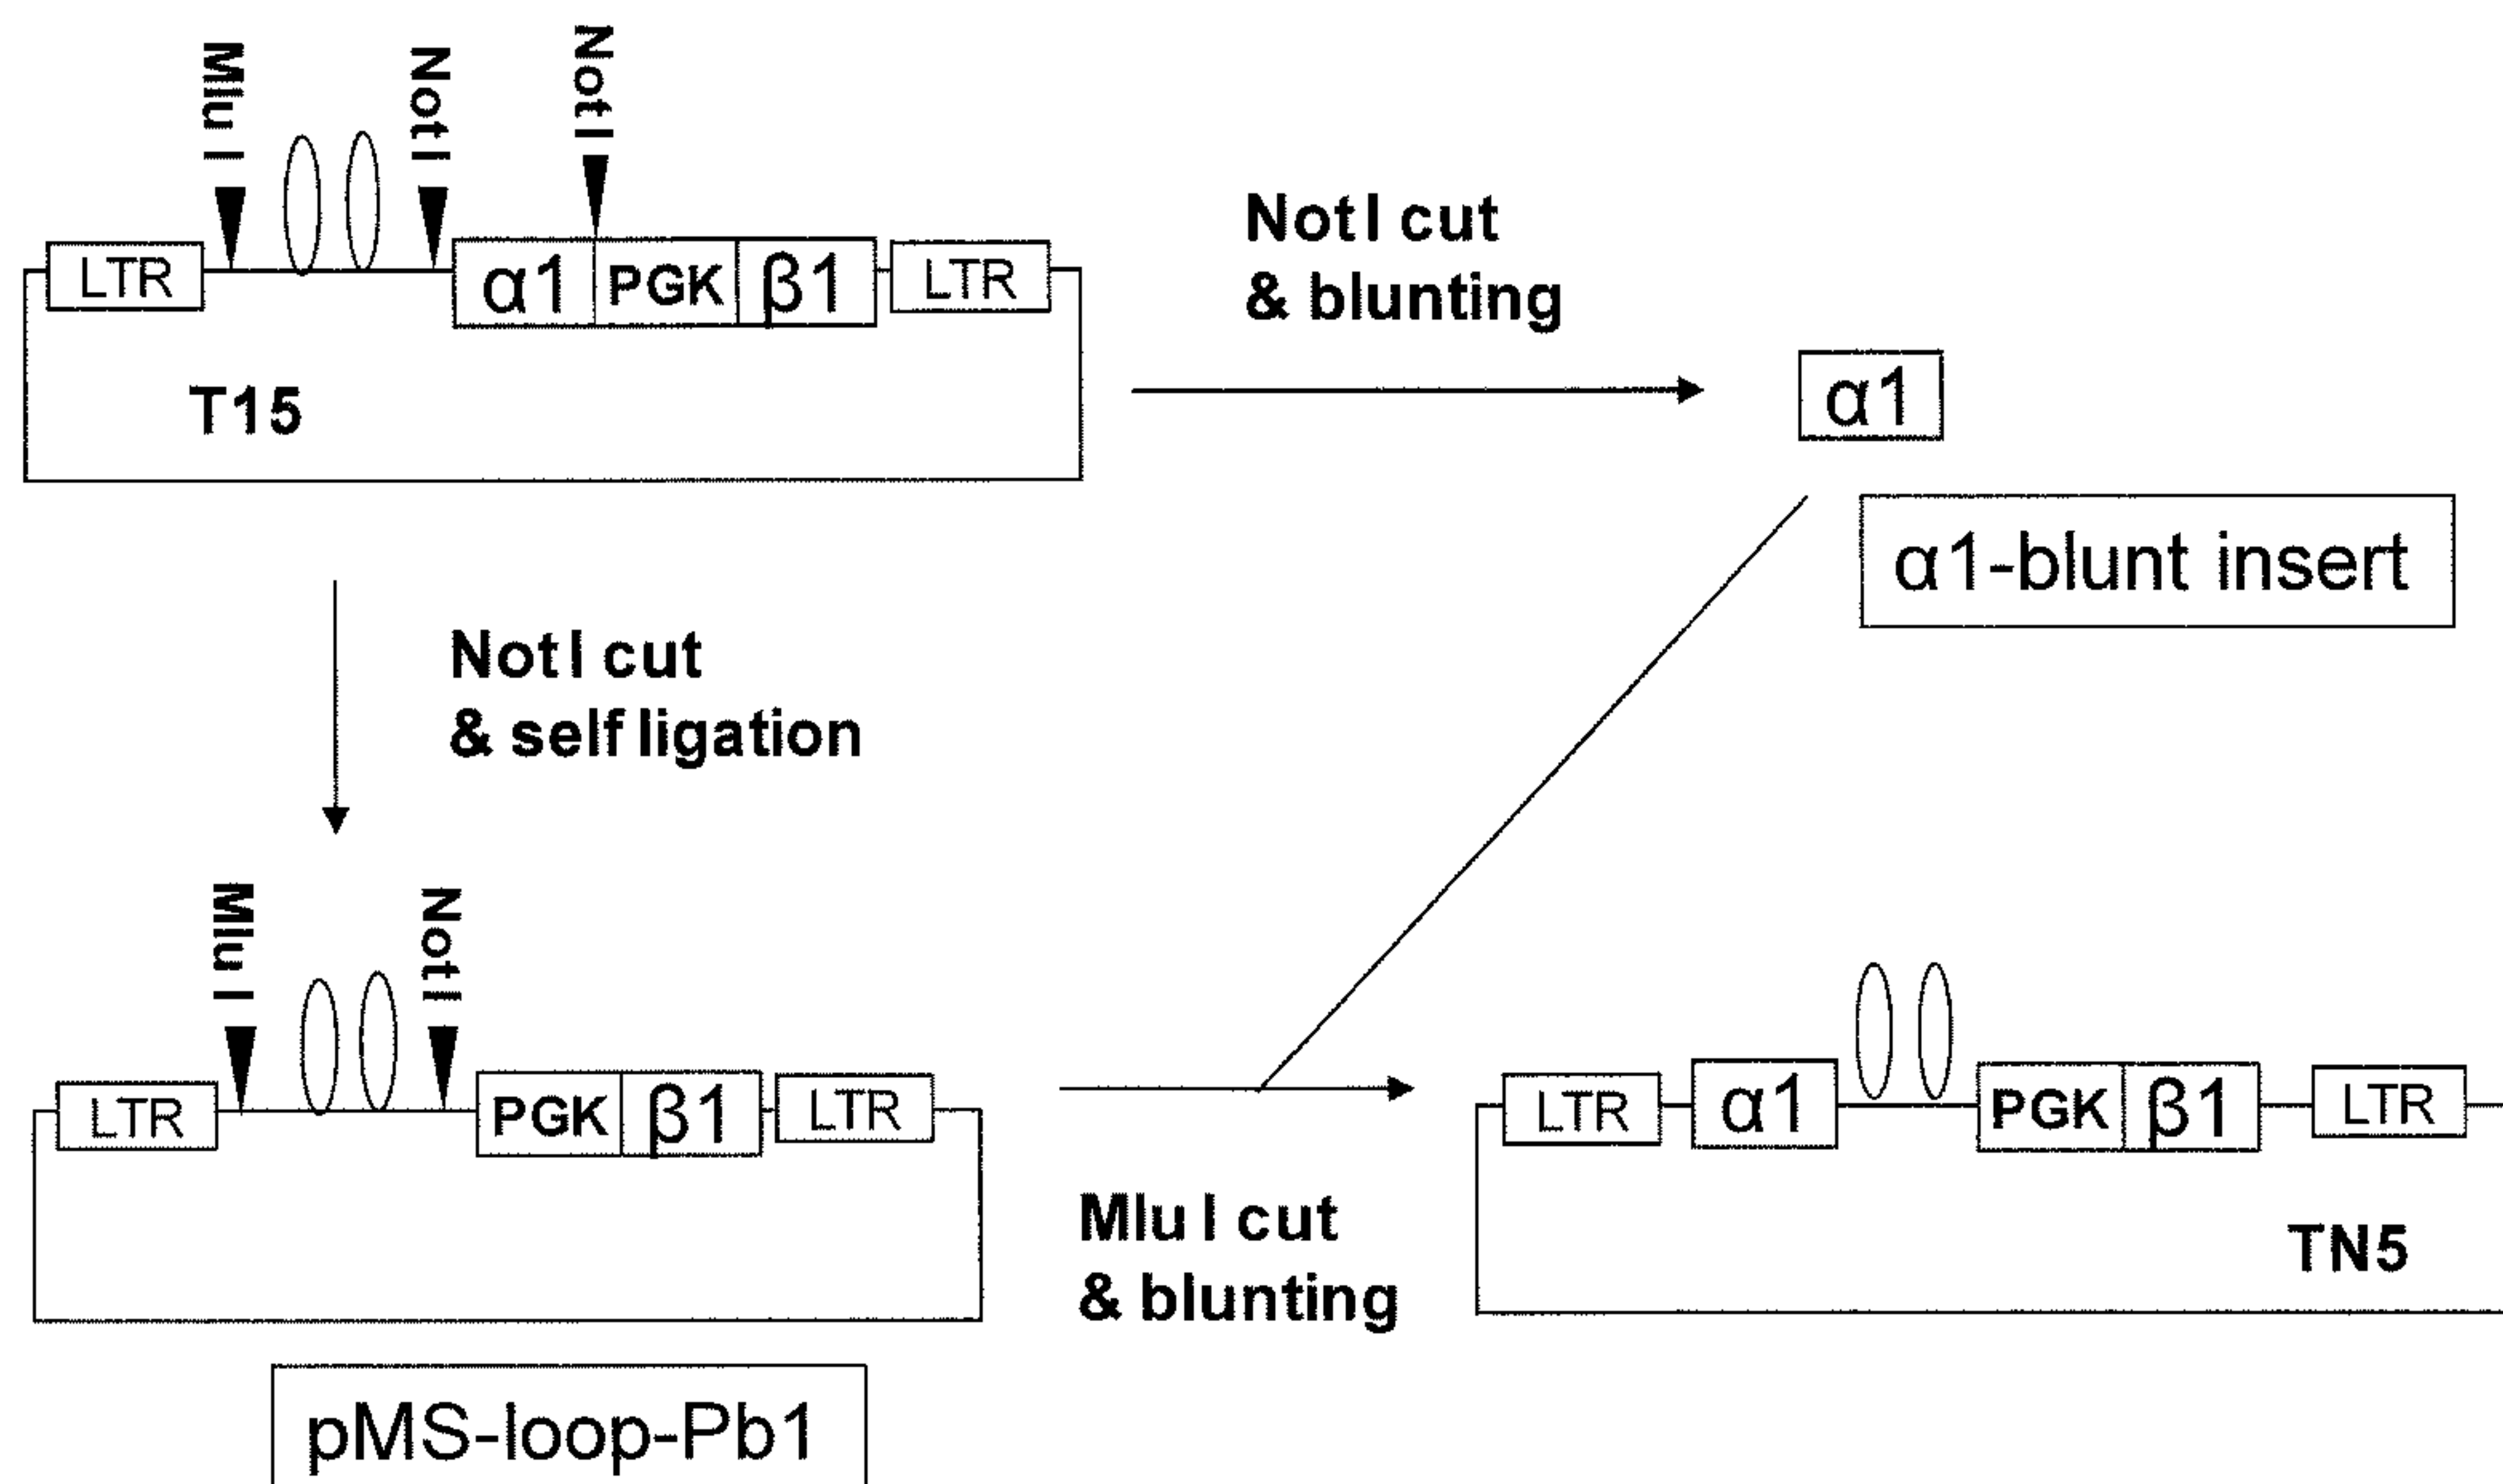 Mlu I
Not I
Not I
LTR
α1
PGK
β1
LTR
T15
Not I cut
& blunting
α1
α1-blunt insert
Not I cut
& self ligation
Mlu I
Not I
LTR
PGK
β1
LTR
pMS-loop-Pb1
Mlu I cut
& blunting
LTR
α1
PGK
β1
LTR
TN5